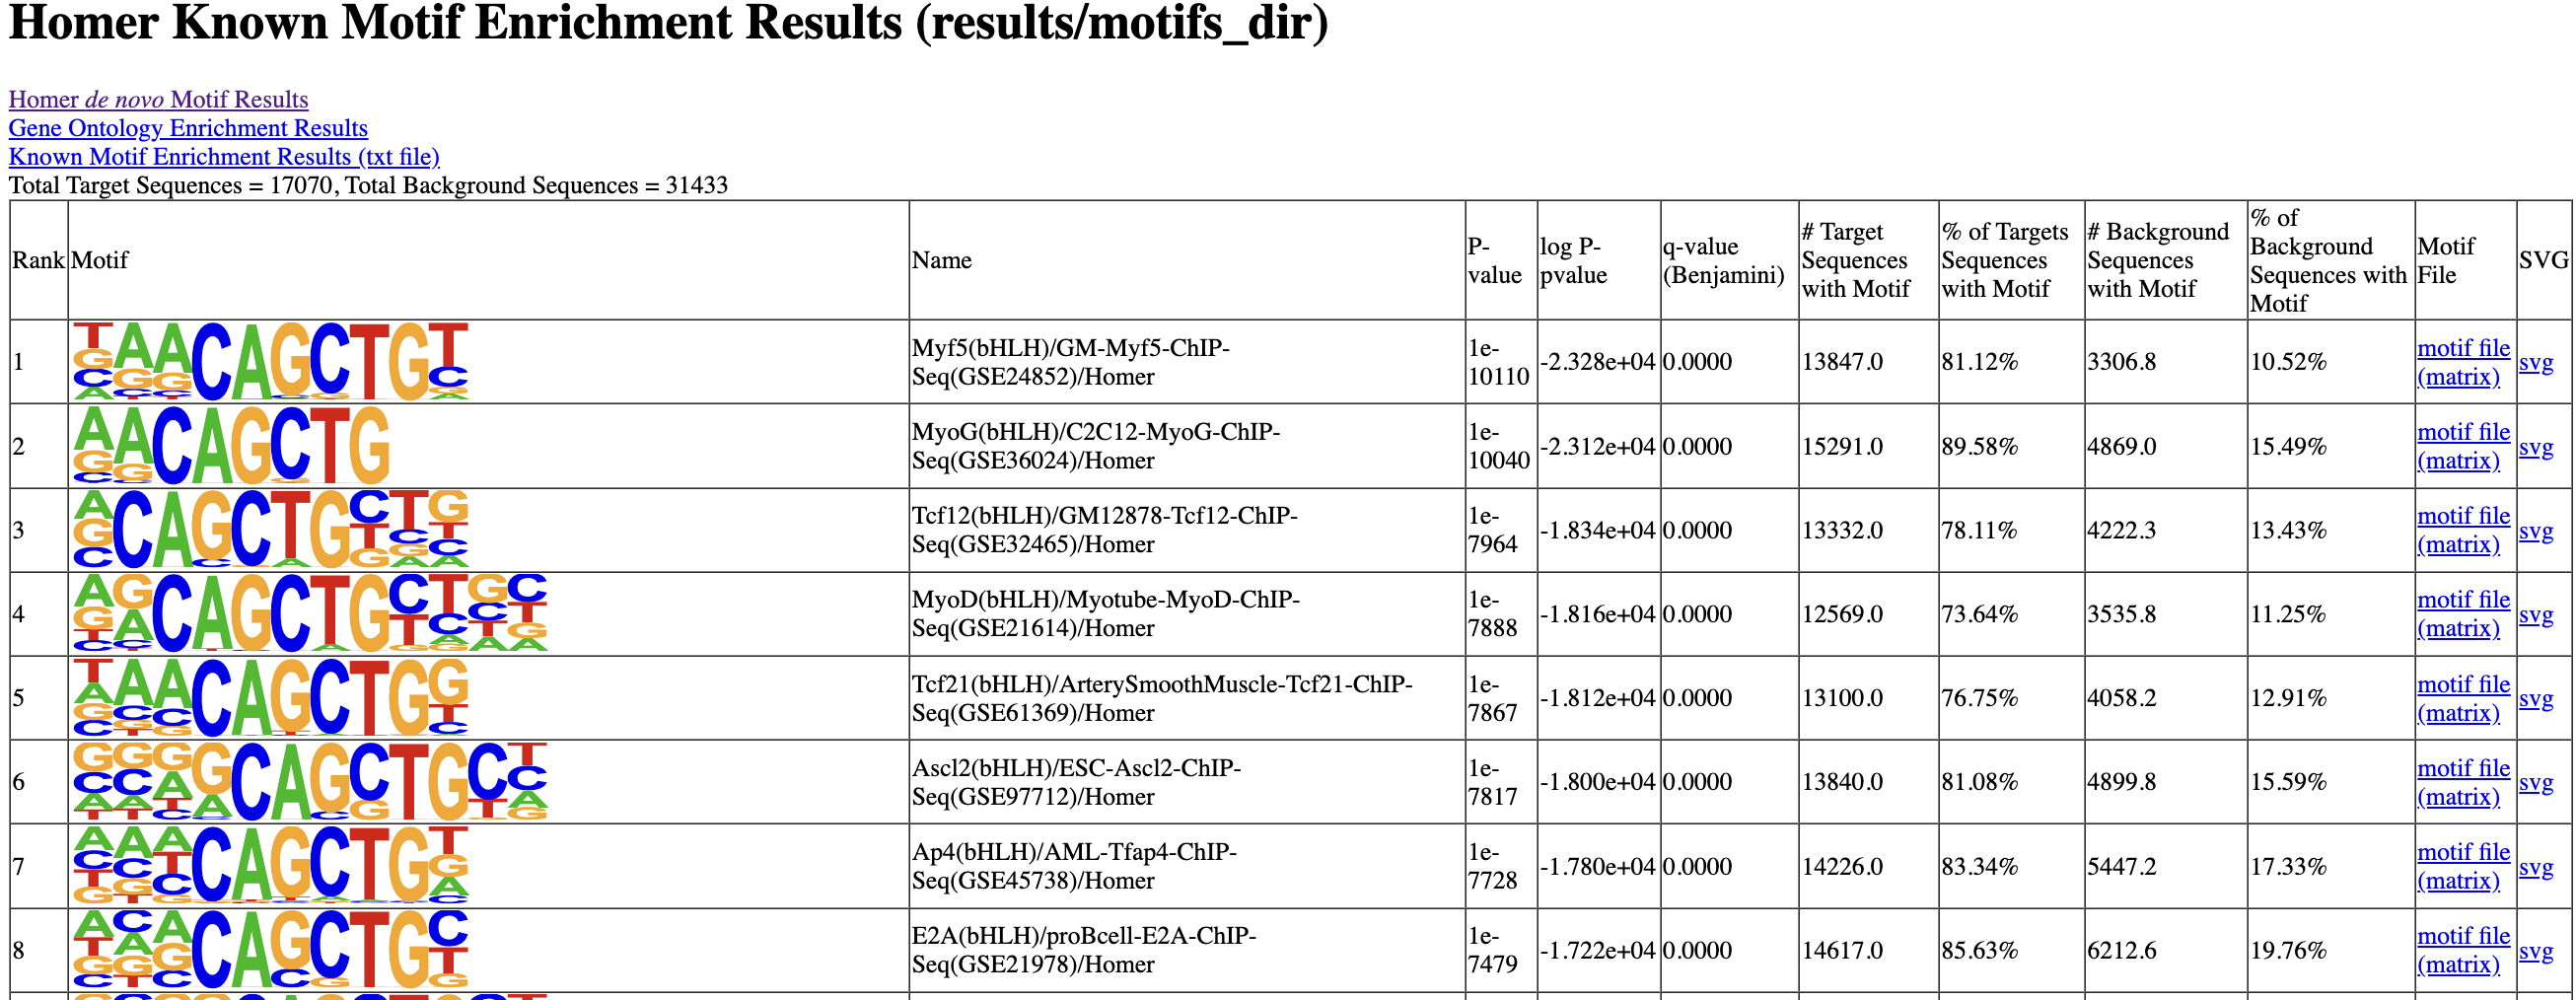 Homer Known Motif Enrichment Results (results/motifs_dir)
Homer de novo Motif Results
Gene Ontology Enrichment Results
Known Motif Enrichment Results (txt file)
Total Target Sequences = 17070, Total Background Sequences = 31433
Rank Motif Name P-value log P-pvalue q-value (Benjamini) # Target Sequences with Motif % of Targets Sequences with Motif # Background Sequences with Motif % of Background Sequences with Motif Motif File SVG
1 TAACAGCTGT Myf5(bHLH)/GM-Myf5-ChIP-Seq(GSE24852)/Homer 1e-10110 -2.328e+04 0.0000 13847.0 81.12% 3306.8 10.52% motif file (matrix) svg
2 AACAGCTG MyoG(bHLH)/C2C12-MyoG-ChIP-Seq(GSE36024)/Homer 1e-10040 -2.312e+04 0.0000 15291.0 89.58% 4869.0 15.49% motif file (matrix) svg
3 ACAGCTGCTG Tcf12(bHLH)/GM12878-Tcf12-ChIP-Seq(GSE32465)/Homer 1e-7964 -1.834e+04 0.0000 13332.0 78.11% 4222.3 13.43% motif file (matrix) svg
4 AGCAGCTGCTGC MyoD(bHLH)/Myotube-MyoD-ChIP-Seq(GSE21614)/Homer 1e-7888 -1.816e+04 0.0000 12569.0 73.64% 3535.8 11.25% motif file (matrix) svg
5 TAACAGCTGG Tcf21(bHLH)/ArterySmoothMuscle-Tcf21-ChIP-Seq(GSE61369)/Homer 1e-7867 -1.812e+04 0.0000 13100.0 76.75% 4058.2 12.91% motif file (matrix) svg
6 GGGGCAGCTGCT Ascl2(bHLH)/ESC-Ascl2-ChIP-Seq(GSE97712)/Homer 1e-7817 -1.800e+04 0.0000 13840.0 81.08% 4899.8 15.59% motif file (matrix) svg
7 AAACAGCTGT Ap4(bHLH)/AML-Tfap4-ChIP-Seq(GSE45738)/Homer 1e-7728 -1.780e+04 0.0000 14226.0 83.34% 5447.2 17.33% motif file (matrix) svg
8 ACACAGCTGC E2A(bHLH)/proBcell-E2A-ChIP-Seq(GSE21978)/Homer 1e-7479 -1.722e+04 0.0000 14617.0 85.63% 6212.6 19.76% motif file (matrix) svg